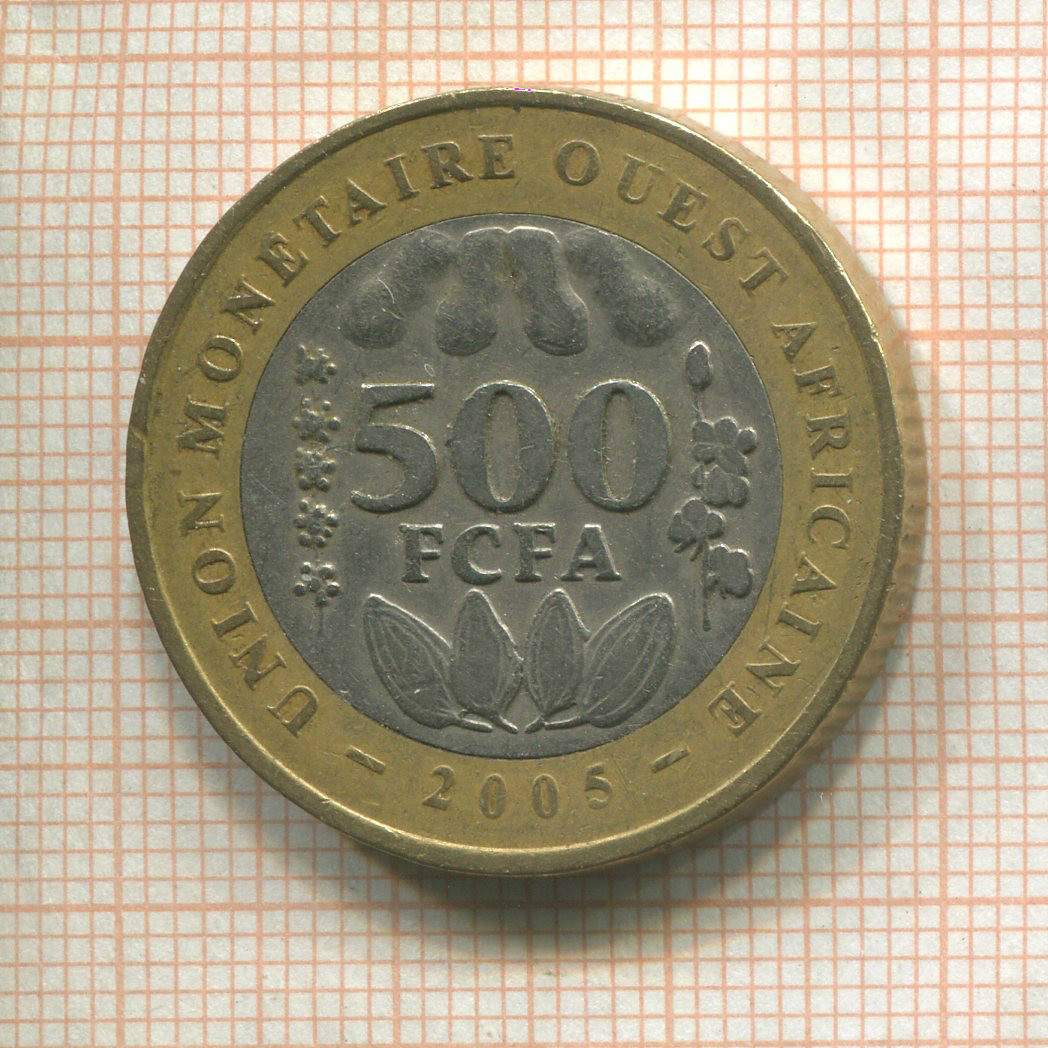 UNION MONETAIRE OUEST AFRICAINE
500
FCFA
– 2005 –